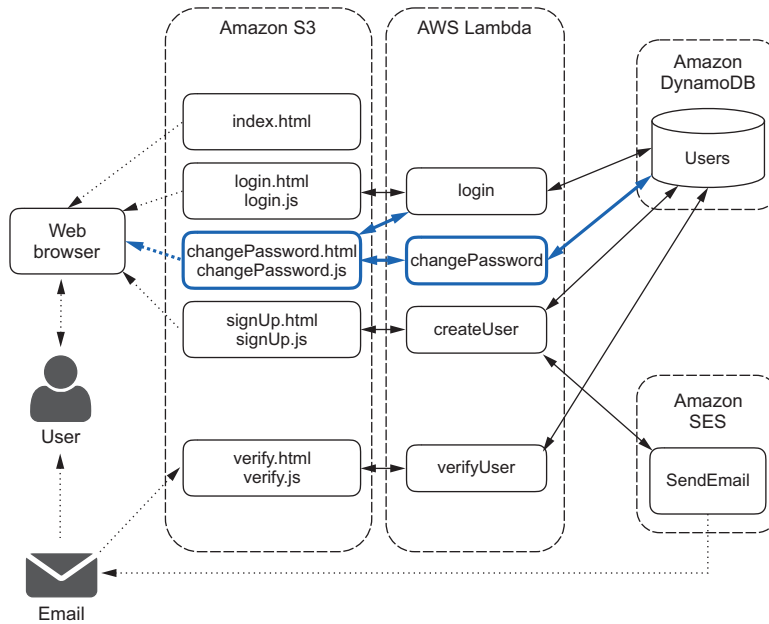 Amazon S3
AWS Lambda
Amazon
DynamoDB
index.html
Users
login.html
login.js
login
Web
browser
changePassword.html
changePassword.js
changePassword
signUp.html
signUp.js
createUser
User
Amazon
SES
verify.html
verify.js
verifyUser
SendEmail
Email